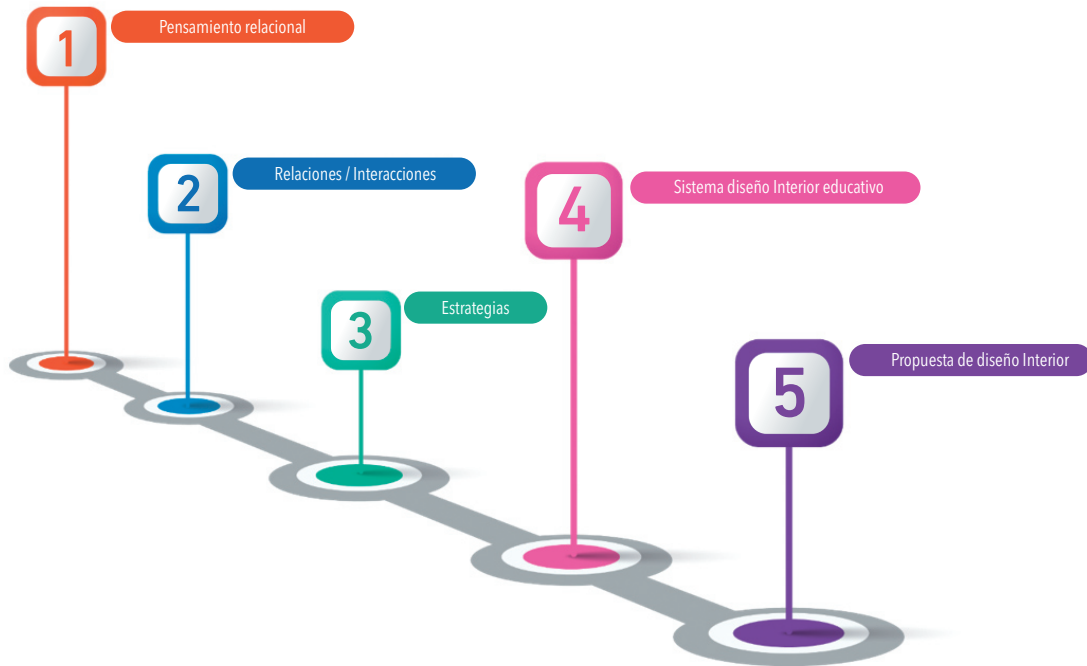 1
Pensamiento relacional
2
Relaciones / Interacciones
3
Estrategias
4
Sistema diseño Interior educativo
5
Propuesta de diseño Interior